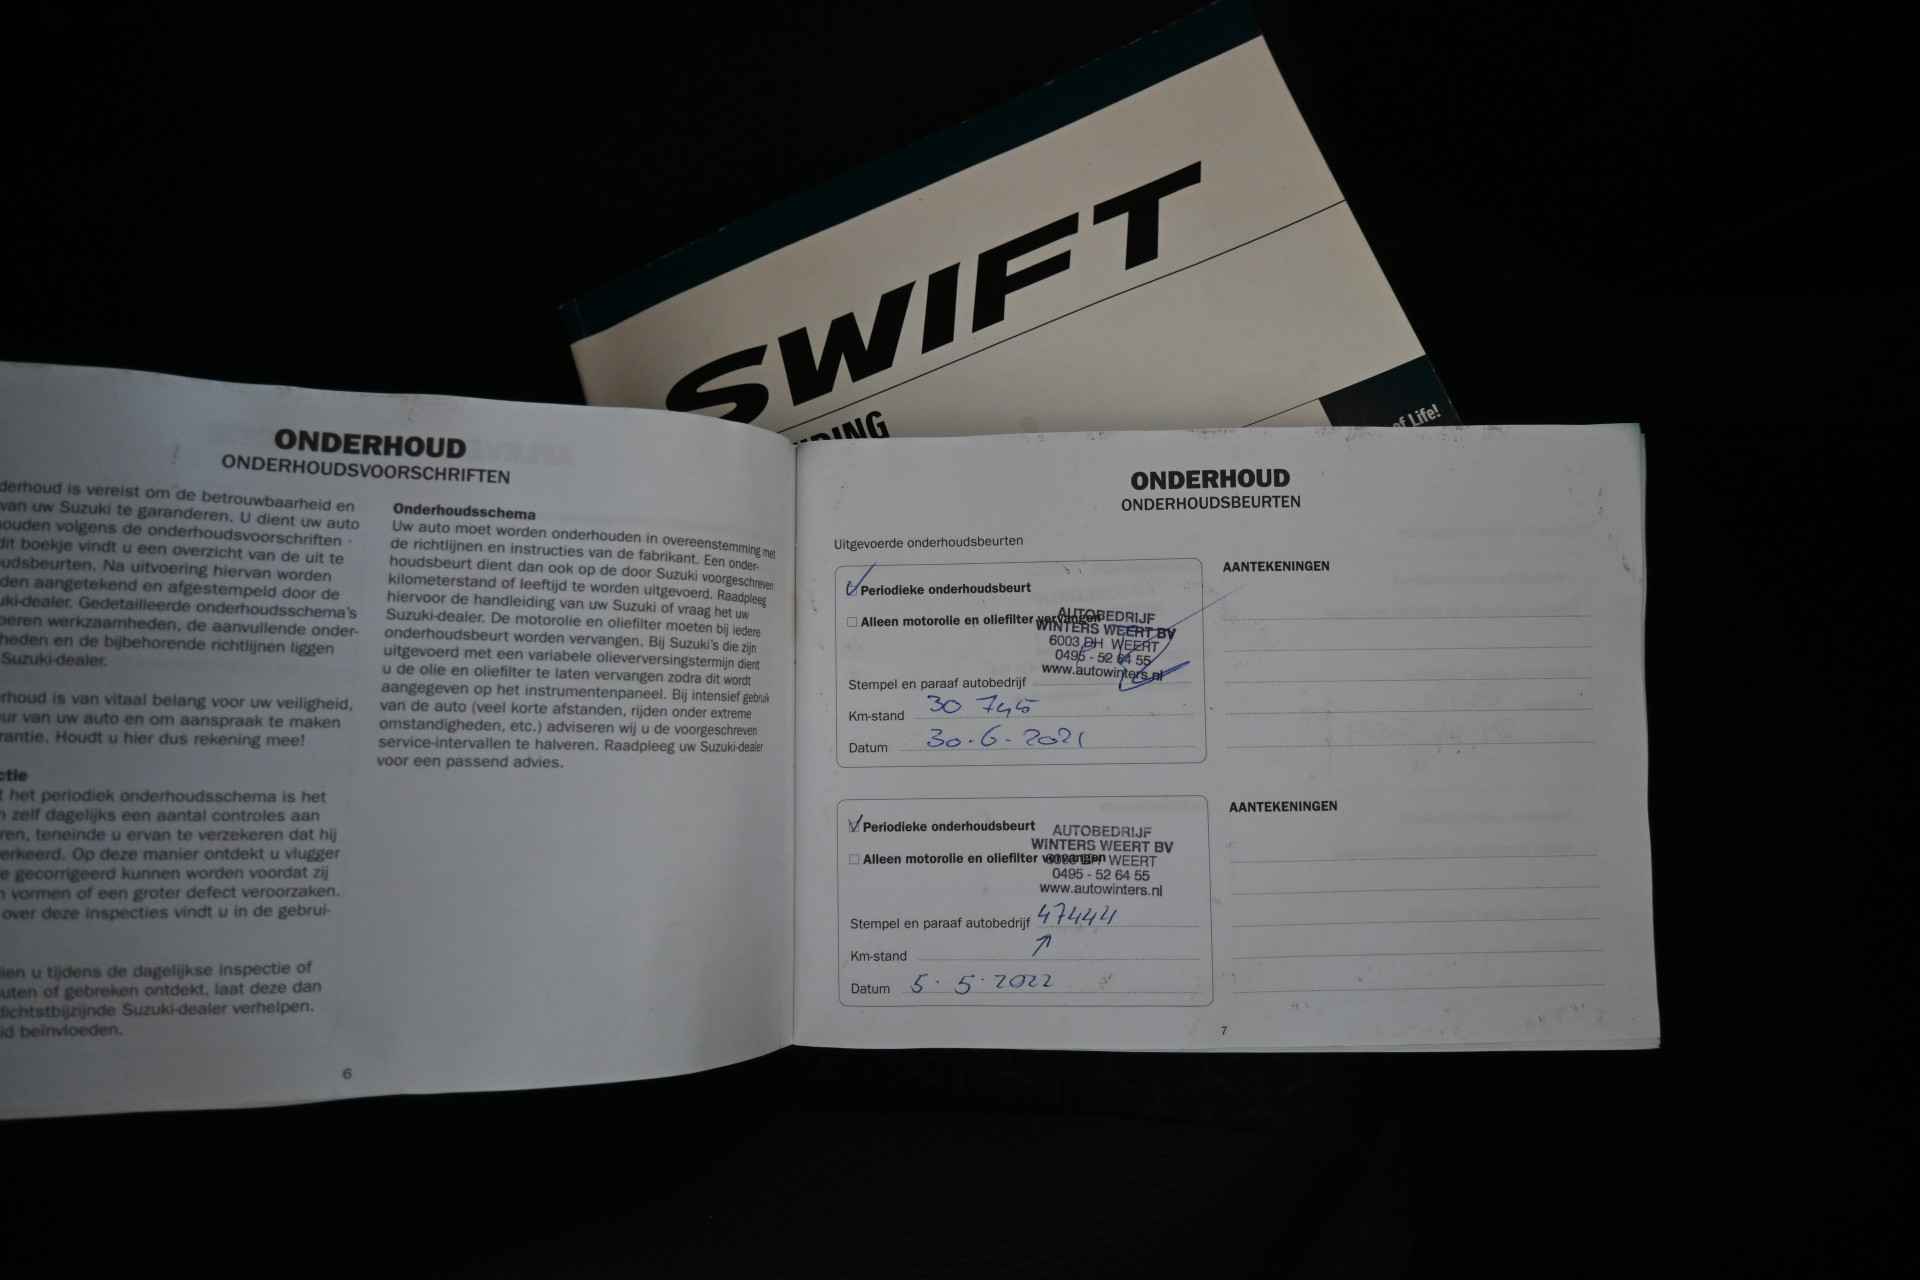 SWIFT
of Life!
ONDERHOUD
ONDERHOUDSVOORSCHRIFTEN
derhoud is vereist om de betrouwbaarheid en
van uw Suzuki te garanderen. U dient uw auto
houden volgens de onderhoudsvoorschriften
dit boekje vindt u een overzicht van de uit te
oudsbeurten. Na uitvoering hiervan worden
den aangetekend en afgestempeld door de
uki-dealer. Gedetailleerde onderhoudsschema's
oeren werkzaamheden, de aanvullende onder-
heden en de bijbehorende richtlijnen liggen
Suzuki-dealer.
erhoud is van vitaal belang voor uw veiligheid,
ur van uw auto en om aanspraak te maken
rantie. Houdt u hier dus rekening mee!
ctie
t het periodiek onderhoudsschema is het
n zelf dagelijks een aantal controles aan
ren, teneinde u ervan te verzekeren dat hij
erkeerd. Op deze manier ontdekt u vlugger
e gecorrigeerd kunnen worden voordat zij
n vormen of een groter defect veroorzaken.
over deze inspecties vindt u in de gebrui-
ien u tijdens de dagelijkse inspectie of
uten of gebreken ontdekt, laat deze dan
dichtstbijzijnde Suzuki-dealer verhelpen.
id beïnvloeden.
Onderhoudsschema
Uw auto moet worden onderhouden in overeenstemming met
de richtlijnen en instructies van de fabrikant. Een onder-
houdsbeurt dient dan ook op de door Suzuki voorgeschreven
kilometerstand of leeftijd te worden uitgevoerd. Raadpleeg
hiervoor de handleiding van uw Suzuki of vraag het uw
Suzuki-dealer. De motorolie en oliefilter moeten bij iedere
onderhoudsbeurt worden vervangen. Bij Suzuki's die zijn
uitgevoerd met een variabele olieverversingstermijn dient
u de olie en oliefilter te laten vervangen zodra dit wordt
aangegeven op het instrumentenpaneel. Bij intensief gebruik
van de auto (veel korte afstanden, rijden onder extreme
omstandigheden, etc.) adviseren wij u de voorgeschreven
service-intervallen te halveren. Raadpleeg uw Suzuki-dealer
voor een passend advies.
6
ONDERHOUD
ONDERHOUDSBEURTEN
Uitgevoerde onderhoudsbeurten
Periodieke onderhoudsbeurt
Alleen motorolie en oliefilter vervangen
AUTOBEDRIJF
WINTERS WEERT BV
6003 DH WEERT
0495 - 52 64 55
www.autowinters.nl
Stempel en paraaf autobedrijf
Km-stand 30 745
Datum 30-6-2021
AANTEKENINGEN
Periodieke onderhoudsbeurt
Alleen motorolie en oliefilter vervangen
AUTOBEDRIJF
WINTERS WEERT BV
6003 DH WEERT
0495 - 52 64 55
www.autowinters.nl
Stempel en paraaf autobedrijf 47444
Km-stand
Datum 5-5-2022
AANTEKENINGEN
7